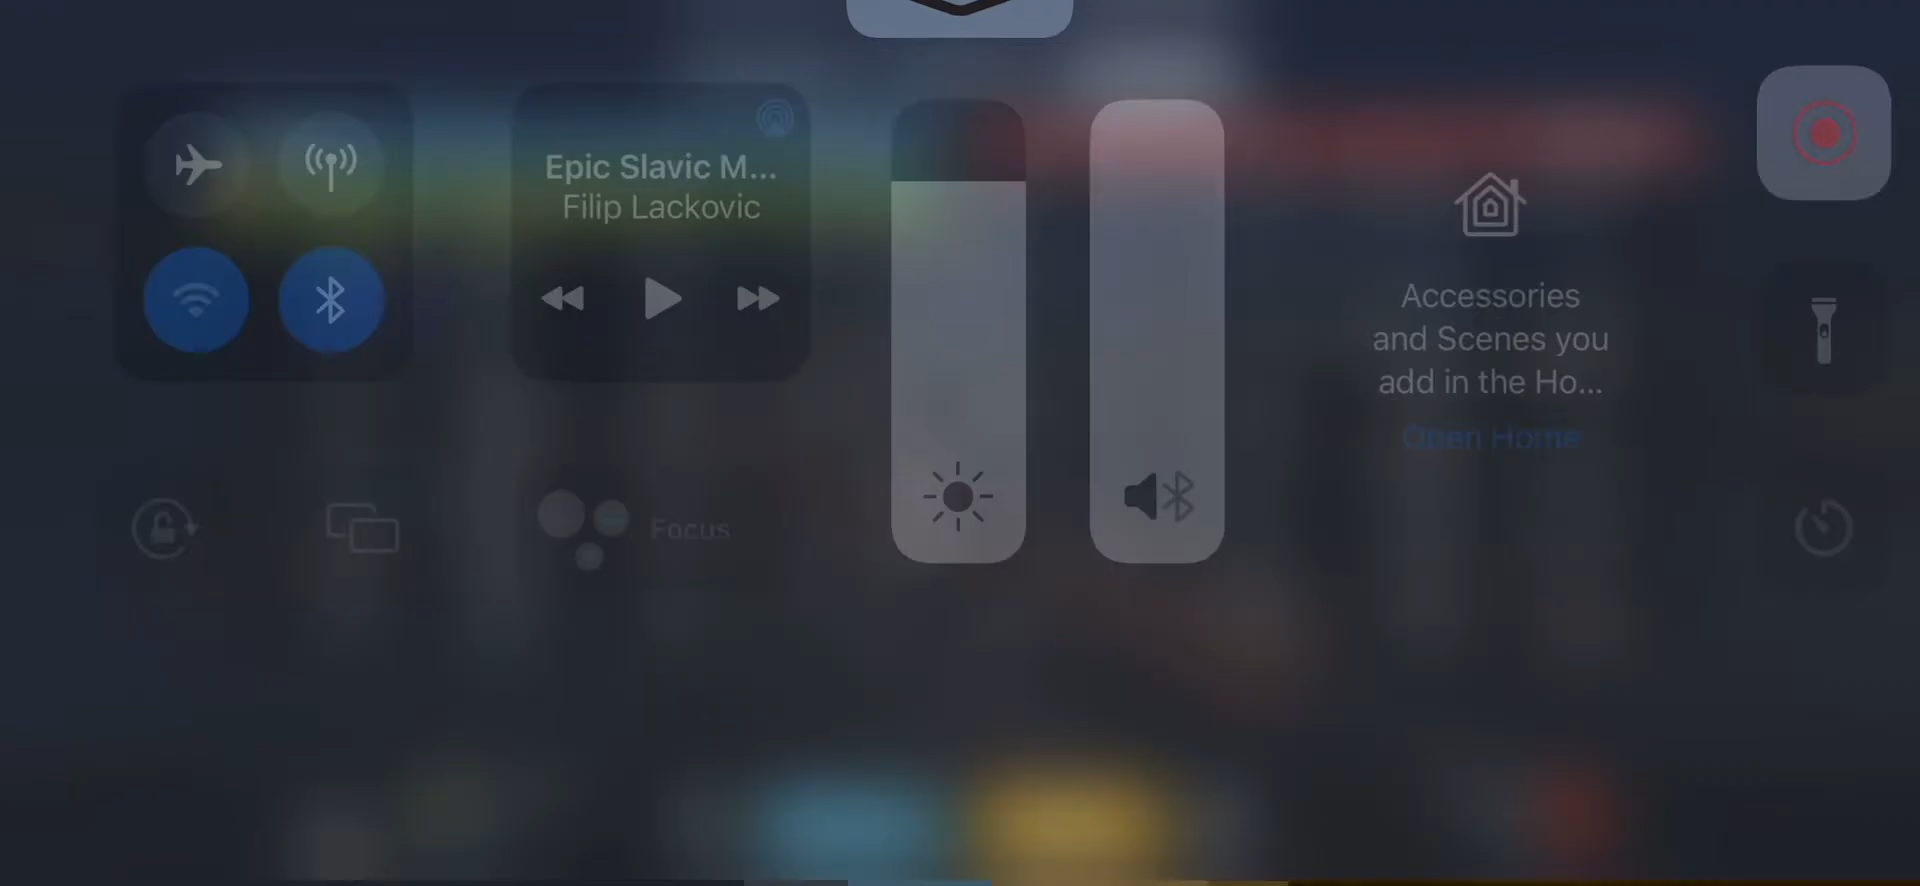 Epic Slavic M...
Filip Lackovic
Accessories
and Scenes you
add in the Ho...
Open Home
Focus